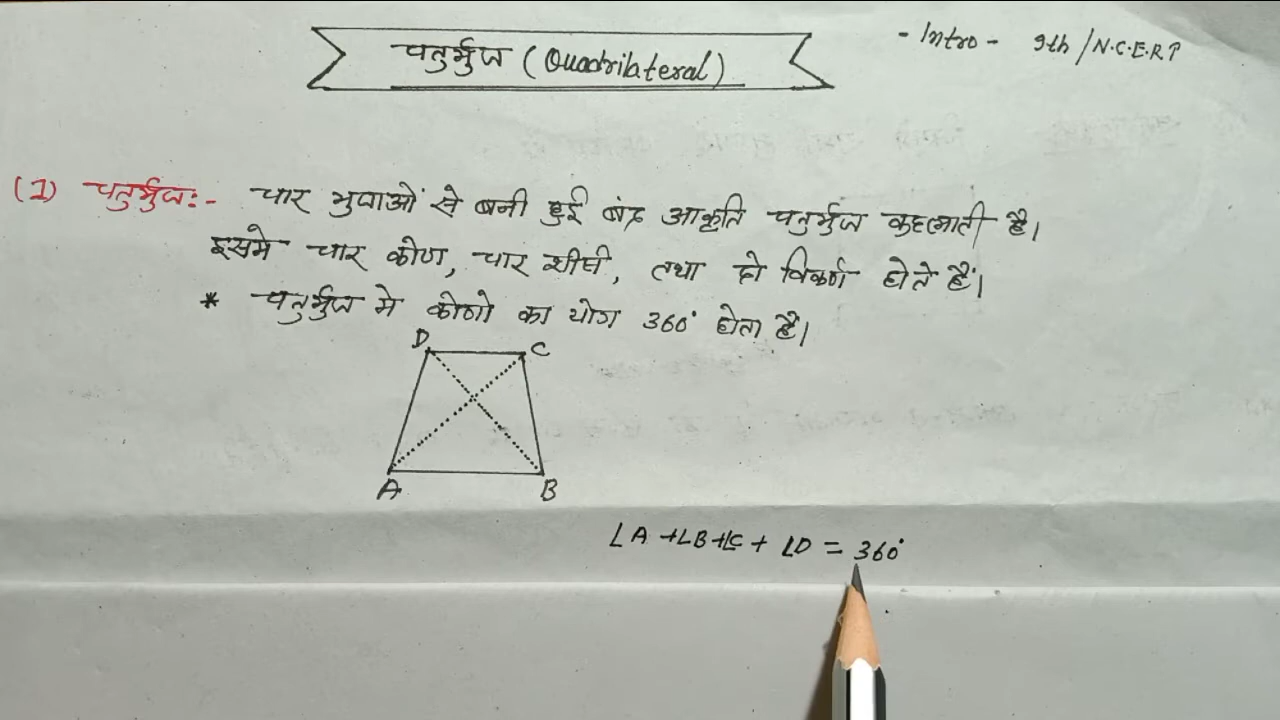 चतुर्भुज (Quadrilateral)
- Intro - 9th / N.C.E.R.T
(1) चतुर्भुज:- चार भुजाओं से बनी हुई बंद आकृति चतुर्भुज कहलाती है।
इसमे चार कोण, चार शीर्ष, तथा दो विकर्ण होते हैं।
* चतुर्भुज मे कोणो का योग 360° होता है।
D C
A B
∠A +∠B+∠C + ∠D = 360°